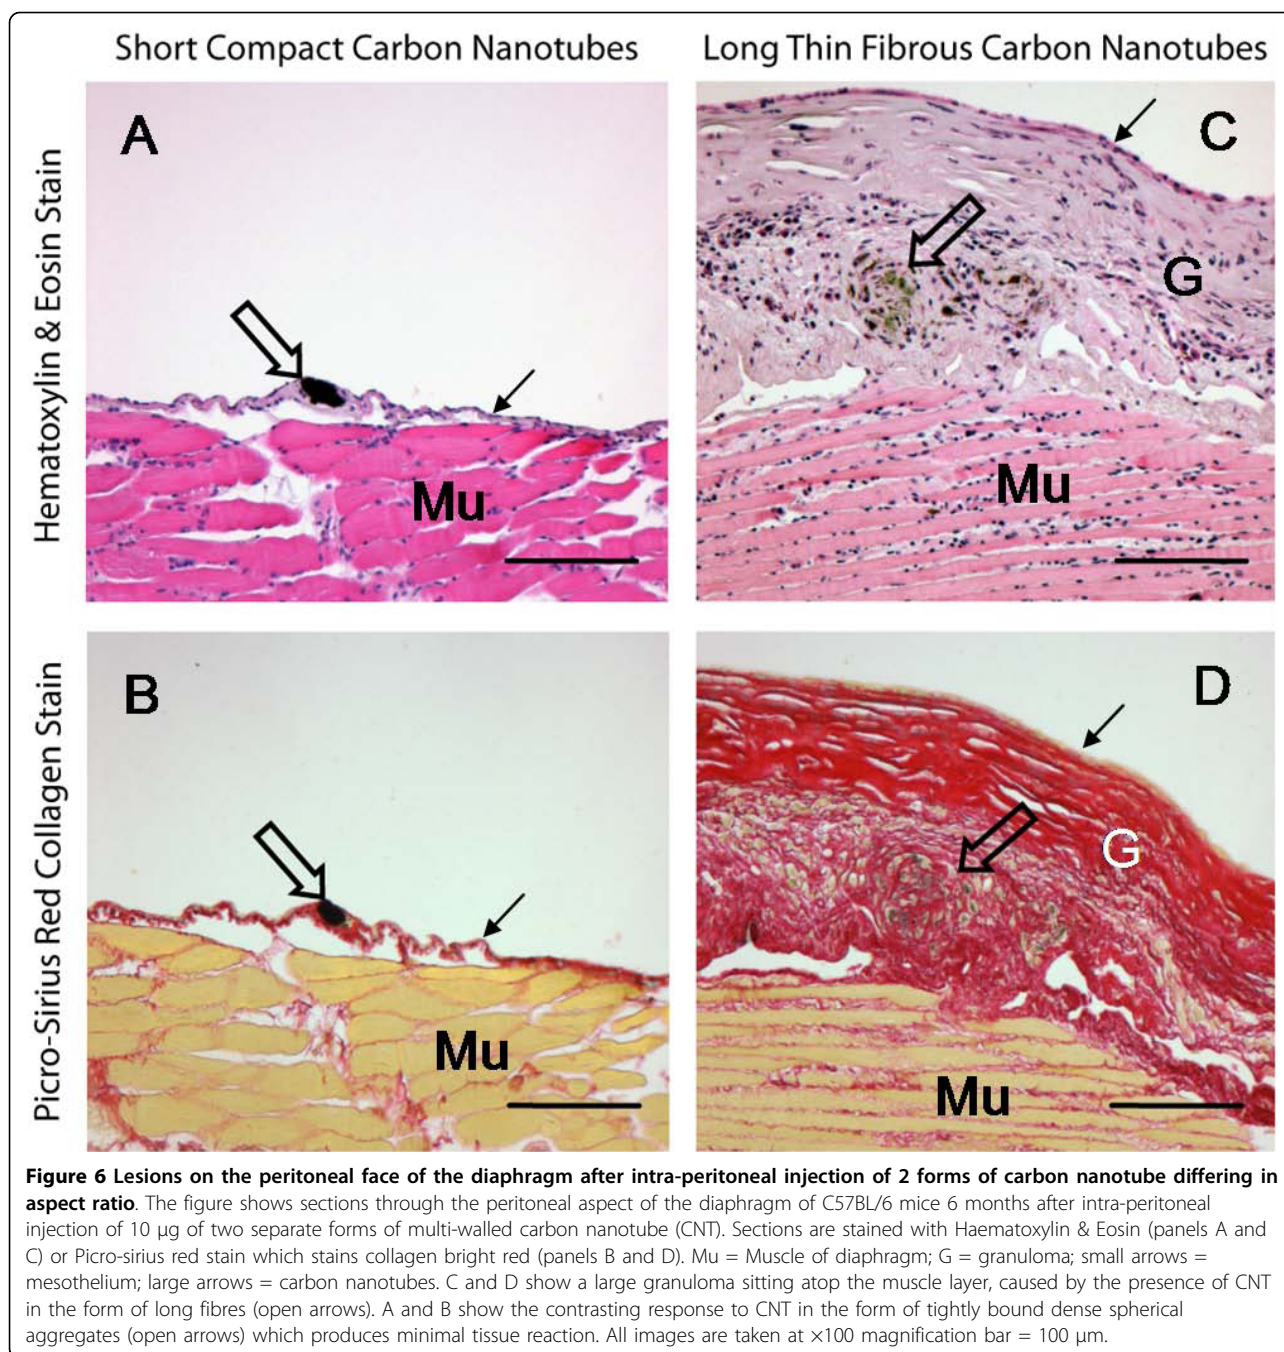 Short Compact Carbon Nanotubes
Long Thin Fibrous Carbon Nanotubes
Hematoxylin & Eosin Stain
A
Mu
C
G
Mu
Picro-Sirius Red Collagen Stain
B
Mu
D
G
Mu
Figure 6 Lesions on the peritoneal face of the diaphragm after intra-peritoneal injection of 2 forms of carbon nanotube differing in
aspect ratio. The figure shows sections through the peritoneal aspect of the diaphragm of C57BL/6 mice 6 months after intra-peritoneal
injection of 10 μg of two separate forms of multi-walled carbon nanotube (CNT). Sections are stained with Haematoxylin & Eosin (panels A and
C) or Picro-sirius red stain which stains collagen bright red (panels B and D). Mu = Muscle of diaphragm; G = granuloma; small arrows =
mesothelium; large arrows = carbon nanotubes. C and D show a large granuloma sitting atop the muscle layer, caused by the presence of CNT
in the form of long fibres (open arrows). A and B show the contrasting response to CNT in the form of tightly bound dense spherical
aggregates (open arrows) which produces minimal tissue reaction. All images are taken at ×100 magnification bar = 100 μm.